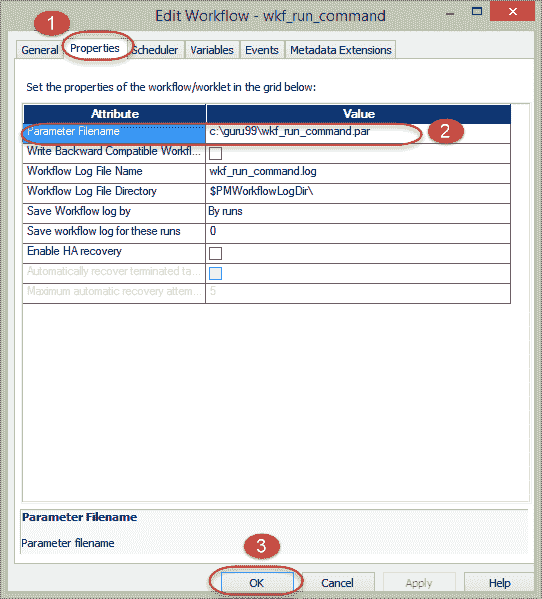 Edit Workflow - wkf_run_command
1
General Properties Scheduler Variables Events Metadata Extensions
Set the properties of the workflow/worklet in the grid below:
Attribute Value
Parameter Filename c:\guru99\wkf_run_command.par 2
Write Backward Compatible Workfl...
Workflow Log File Name wkf_run_command.log
Workflow Log File Directory $PMWorkflowLogDir\
Save Workflow log by By runs
Save workflow log for these runs 0
Enable HA recovery
Automatically recover terminated ta...
Maximum automatic recovery attem... 5
Parameter Filename
Parameter filename
3
OK Cancel Apply Help